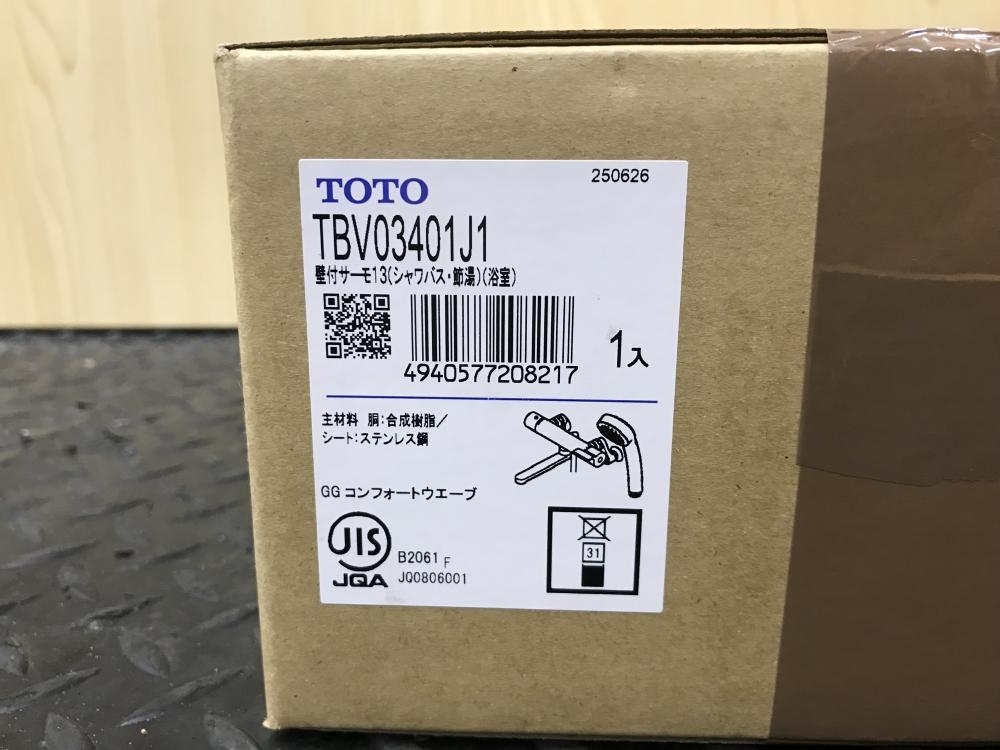 TOTO
250626
TBV03401J1
壁付サーモ13(シャワバス・節湯)(浴室)
4940577208217
1入
主材料 胴:合成樹脂/
シート:ステンレス鋼
GG コンフォートウエーブ
JIS
JQA
B2061 F
JQ0806001
31